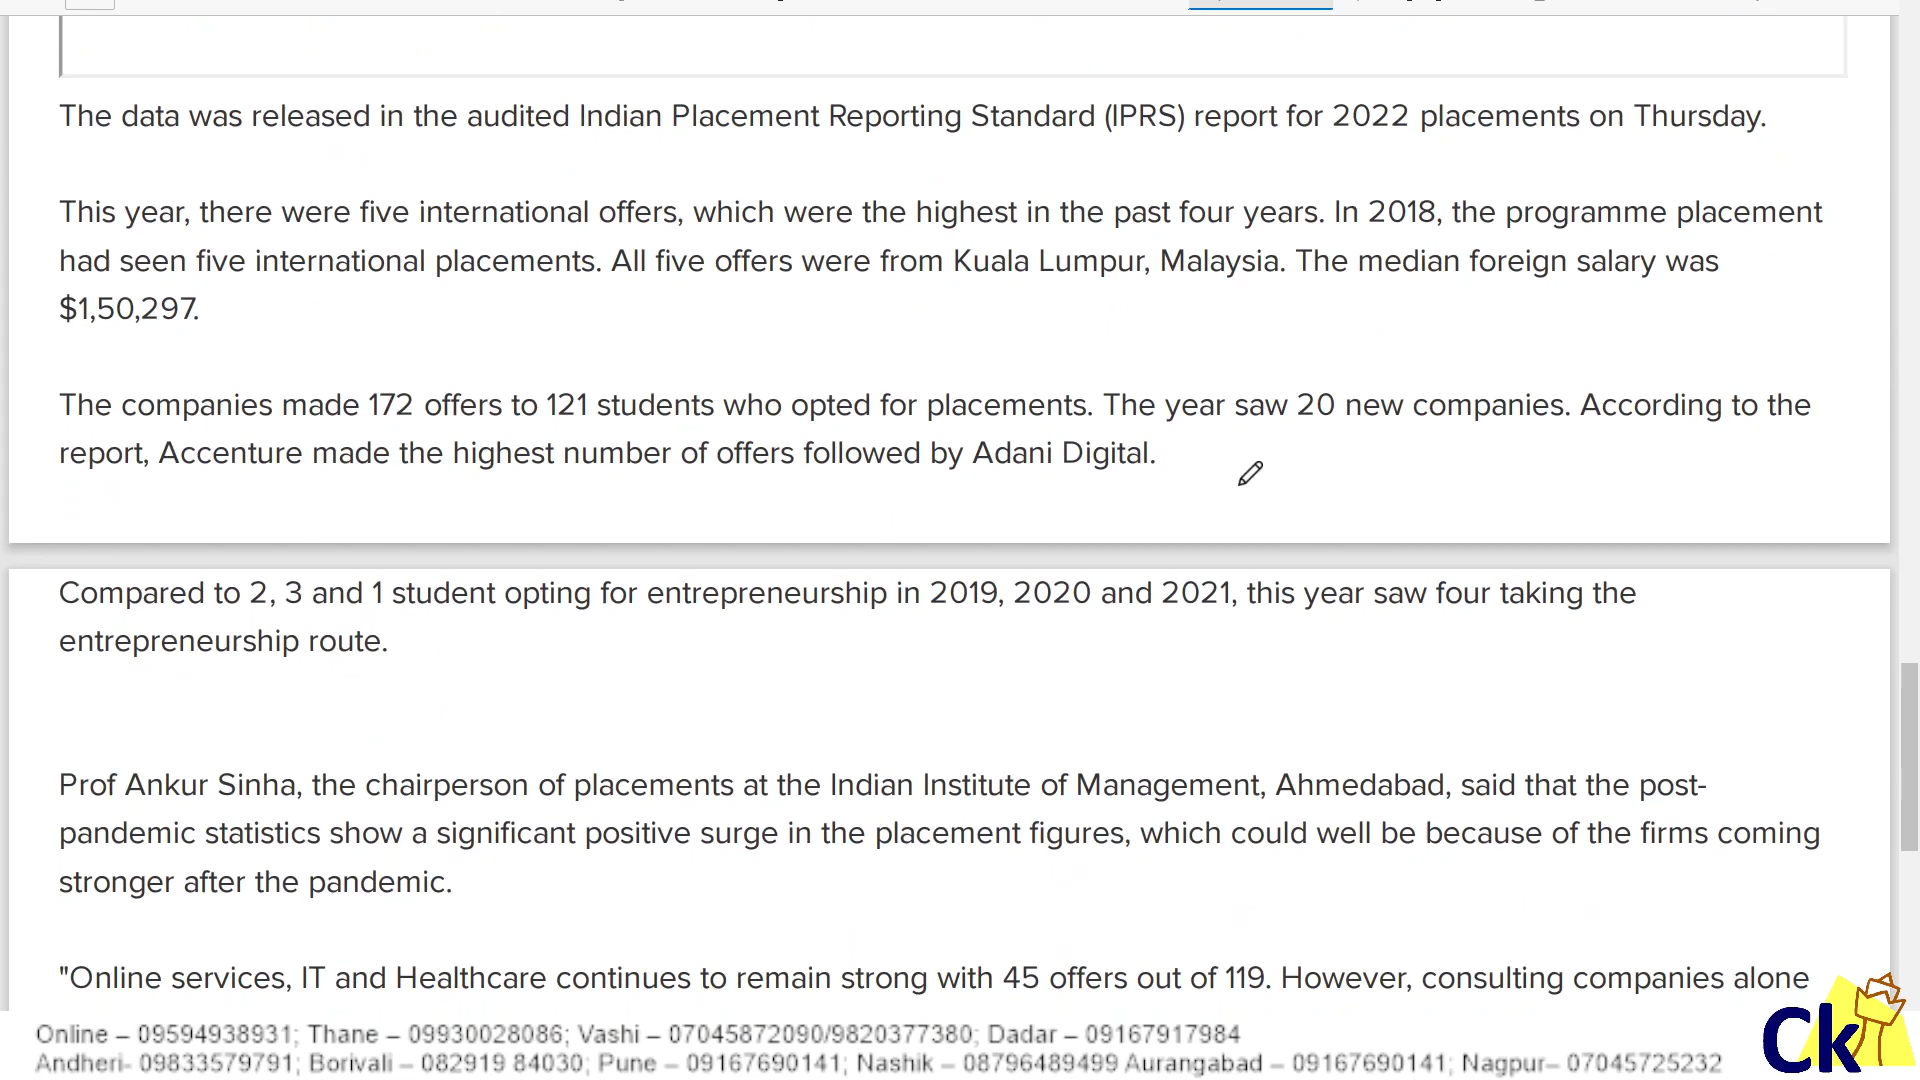 The data was released in the audited Indian Placement Reporting Standard (IPRS) report for 2022 placements on Thursday.
This year, there were five international offers, which were the highest in the past four years. In 2018, the programme placement
had seen five international placements. All five offers were from Kuala Lumpur, Malaysia. The median foreign salary was
$1,50,297.
The companies made 172 offers to 121 students who opted for placements. The year saw 20 new companies. According to the
report, Accenture made the highest number of offers followed by Adani Digital.
Compared to 2, 3 and 1 student opting for entrepreneurship in 2019, 2020 and 2021, this year saw four taking the
entrepreneurship route.
Prof Ankur Sinha, the chairperson of placements at the Indian Institute of Management, Ahmedabad, said that the post-
pandemic statistics show a significant positive surge in the placement figures, which could well be because of the firms coming
stronger after the pandemic.
"Online services, IT and Healthcare continues to remain strong with 45 offers out of 119. However, consulting companies alone
Online – 09594938931; Thane – 09930028086; Vashi – 07045872090/9820377380; Dadar – 09167917984
Andheri- 09833579791; Borivali – 082919 84030; Pune – 09167690141; Nashik – 08796489499 Aurangabad – 09167690141; Nagpur– 07045725232
Ck